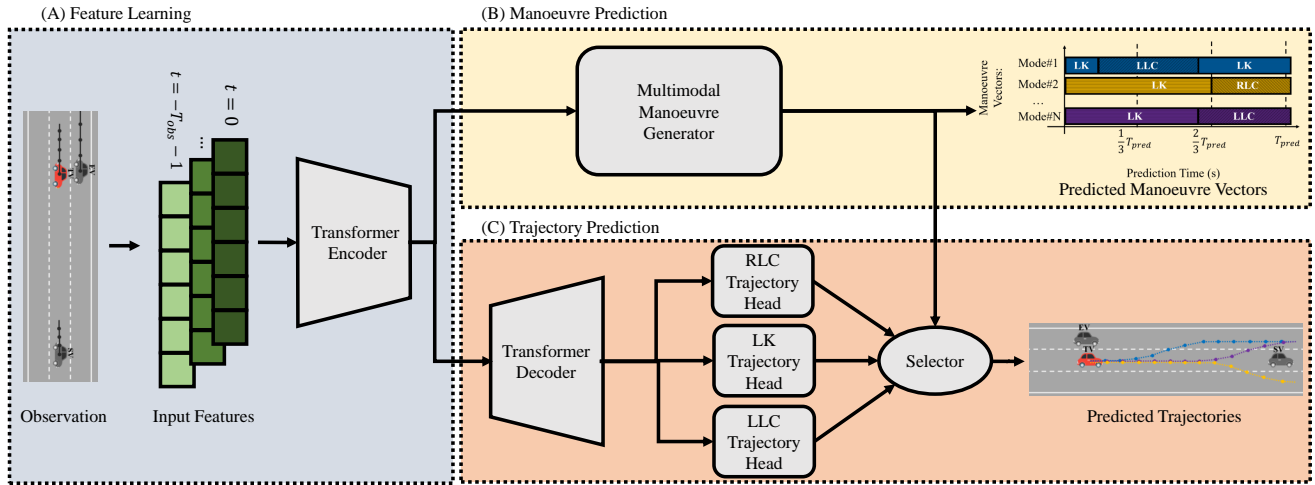 (A) Feature Learning
EV
TV
SV
Observation
t = −T_obs − 1
...
t = 0
Input Features
Transformer
Encoder
(B) Manoeuvre Prediction
Multimodal
Manoeuvre
Generator
Manoeuvre
Vectors:
Mode#1
LK
LLC
LK
Mode#2
LK
RLC
...
Mode#N
LK
LLC
1/3 T_pred
2/3 T_pred
T_pred
Prediction Time (s)
Predicted Manoeuvre Vectors
(C) Trajectory Prediction
Transformer
Decoder
RLC
Trajectory
Head
LK
Trajectory
Head
LLC
Trajectory
Head
Selector
EV
TV
SV
Predicted Trajectories